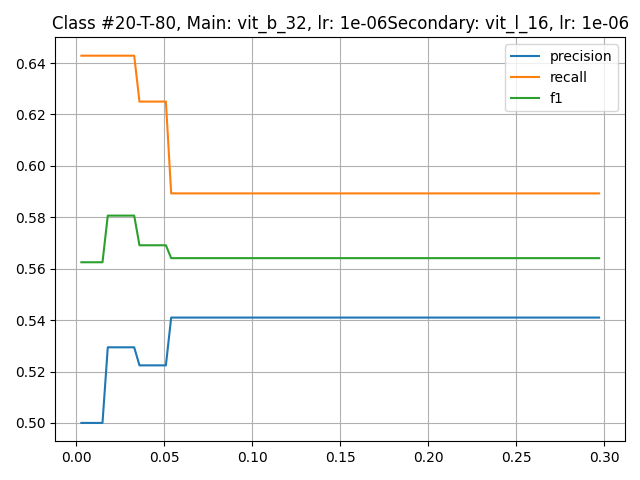 Class #20-T-80, Main: vit_b_32, lr: 1e-06Secondary: vit_l_16, lr: 1e-06
precision
recall
f1
0.64
0.62
0.60
0.58
0.56
0.54
0.52
0.50
0.00 0.05 0.10 0.15 0.20 0.25 0.30